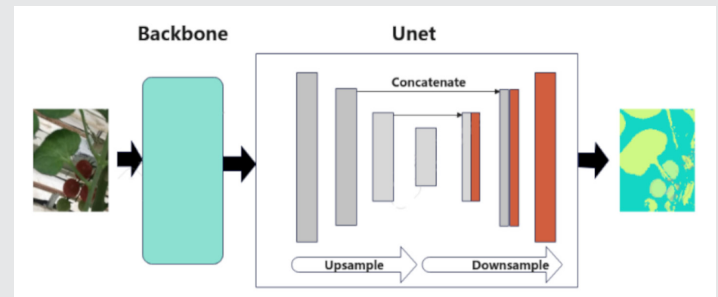 Backbone
Unet
Concatenate
Upsample
Downsample